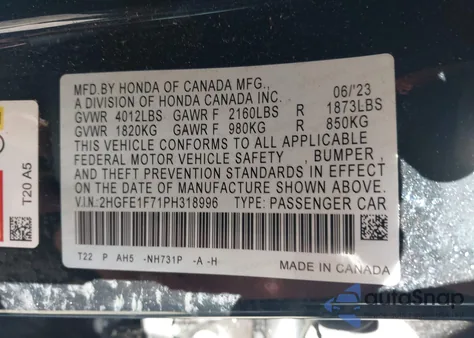 MFD.BY HONDA OF CANADA MFG.,
A DIVISION OF HONDA CANADA INC. 06/'23
GVWR 4012LBS GAWR F 2160LBS R 1873LBS
GVWR 1820KG GAWR F 980KG R 850KG
THIS VEHICLE CONFORMS TO ALL APPLICABLE
FEDERAL MOTOR VEHICLE SAFETY , BUMPER ,
AND THEFT PREVENTION STANDARDS IN EFFECT
ON THE DATE OF MANUFACTURE SHOWN ABOVE.
V.I.N.:2HGFE1F71PH318996 TYPE: PASSENGER CAR
T22 P AH5 -NH731P -A -H
MADE IN CANADA
T20 A5
autoSnap